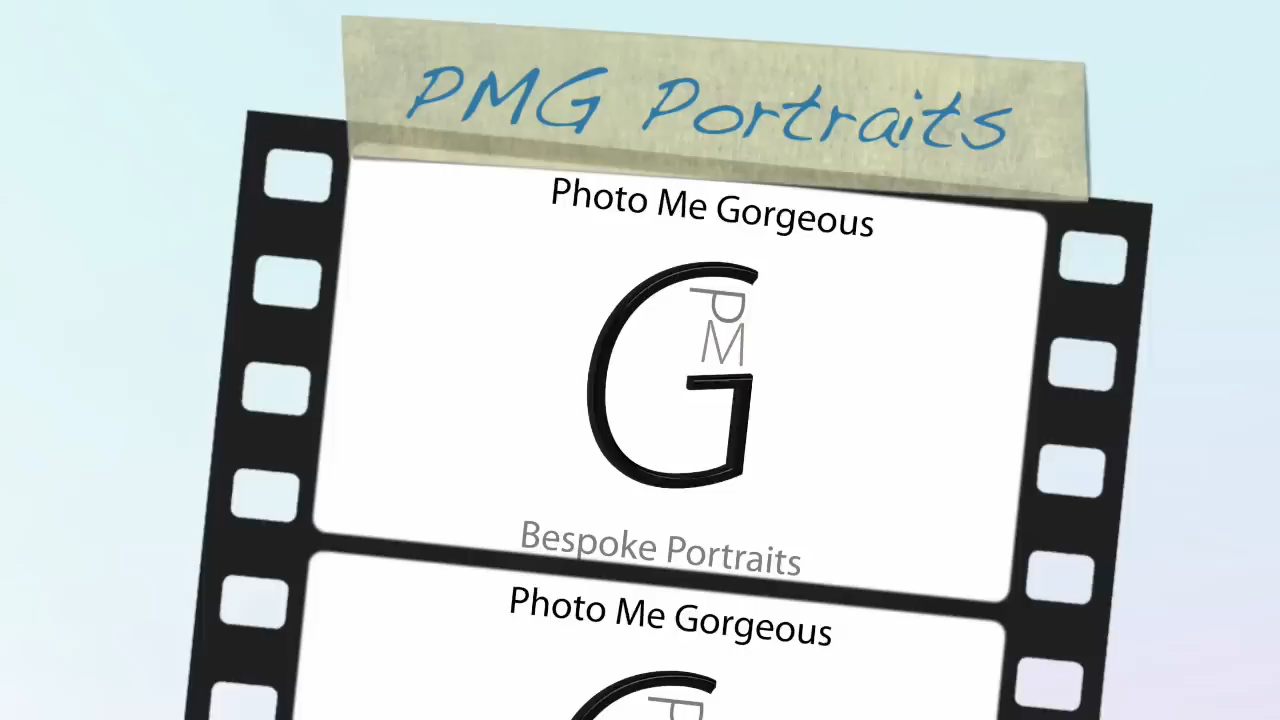 PMG Portraits
Photo Me Gorgeous
PM
G
Bespoke Portraits
Photo Me Gorgeous
P
G